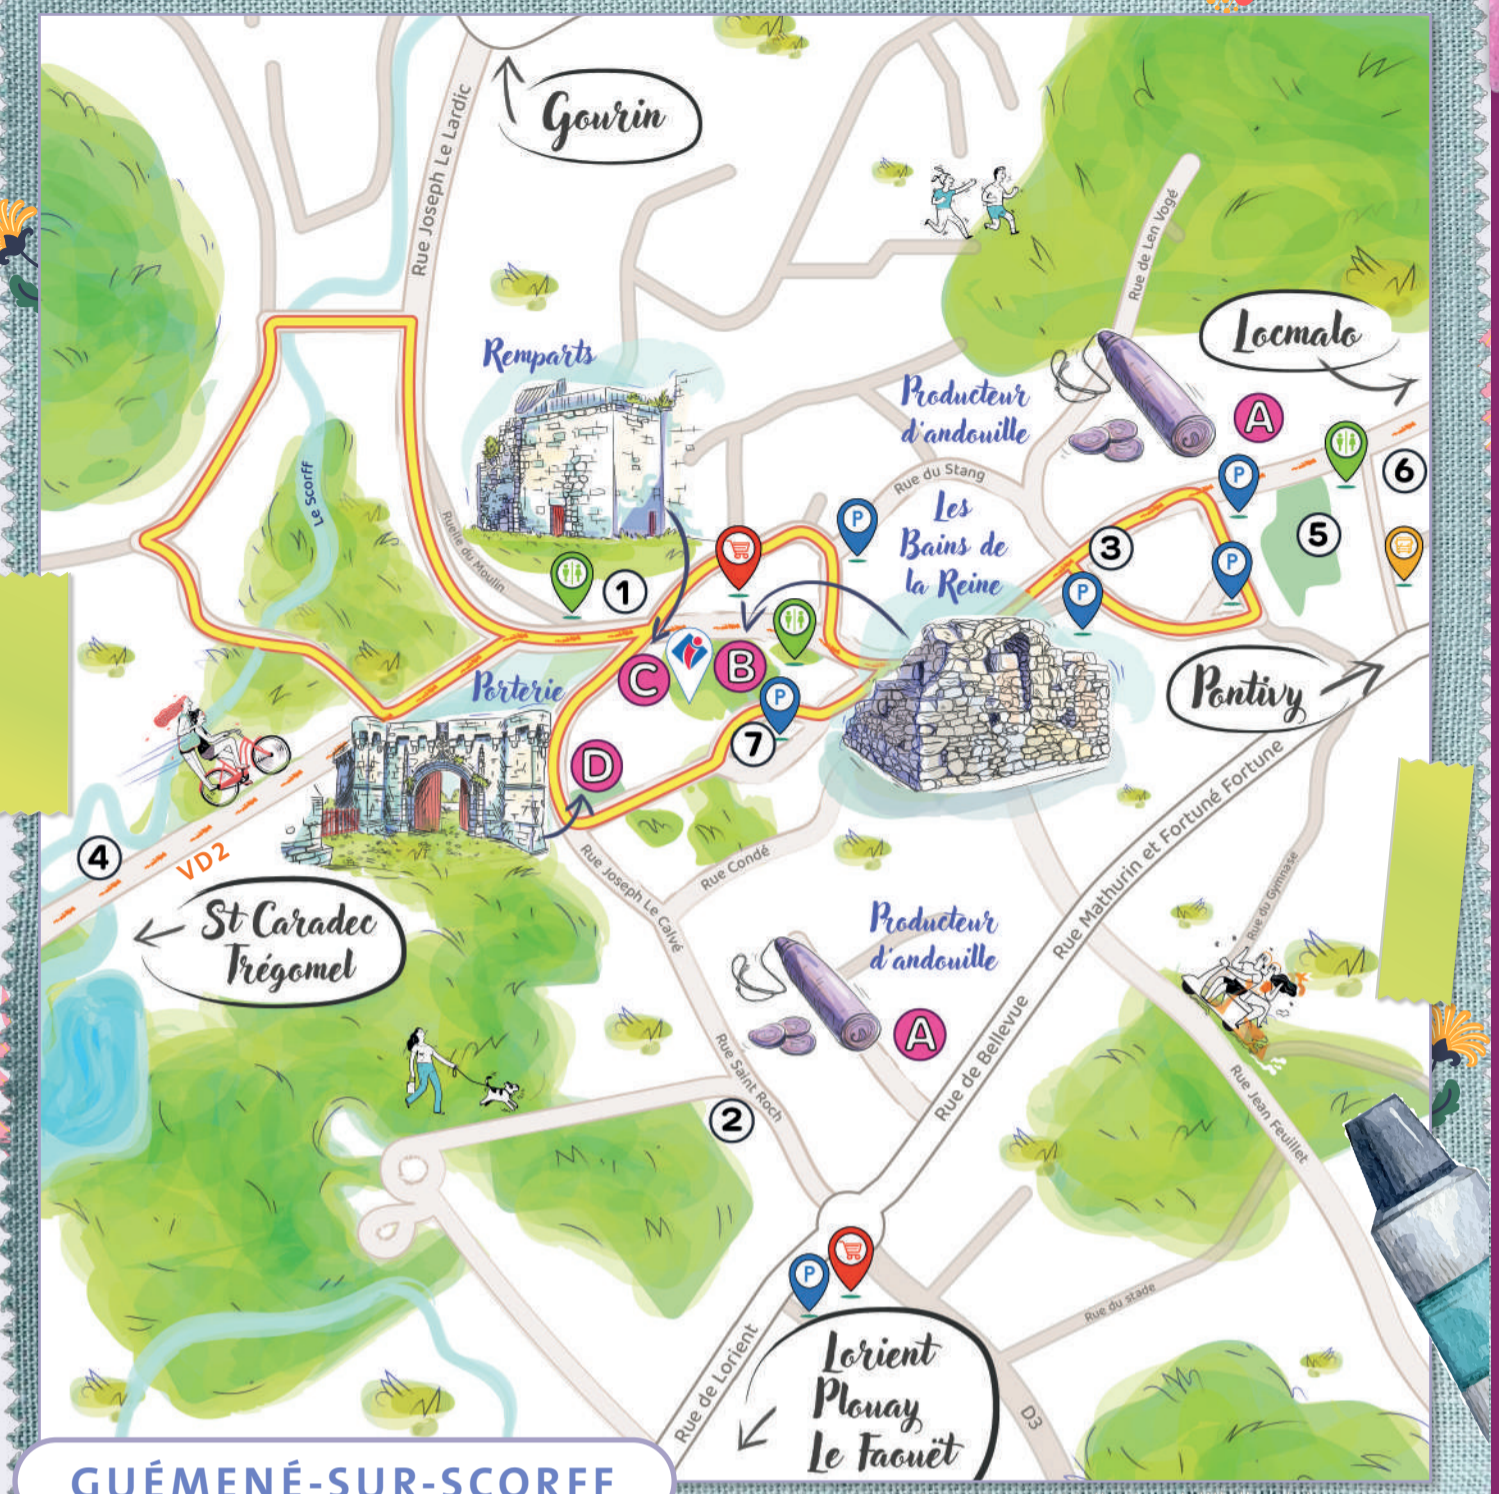 Gourin
Rue Joseph Le Lardic
Rue de Len Vogé
Locmalo
Remparts
Producteur
d'andouille
A
P
Rue du Stang
6
Le Scorff
Les
Bains de
la Reine
P
5
3
Ruelle du Moulin
P
1
P
C
B
Porterie
P
Pontivy
7
D
Rue Mathurin et Fortuné Fortune
4
VD2
Rue Joseph Le Calvé
Rue Condé
Rue du Gymnase
St Caradec
Trégomel
Producteur
d'andouille
A
Rue de Bellevue
Rue Saint Roch
2
Rue Jean Feuillet
P
Rue du stade
Rue de Lorient
Lorient
Plouay
Le Faouët
D3
GUÉMENÉ-SUR-SCORFF